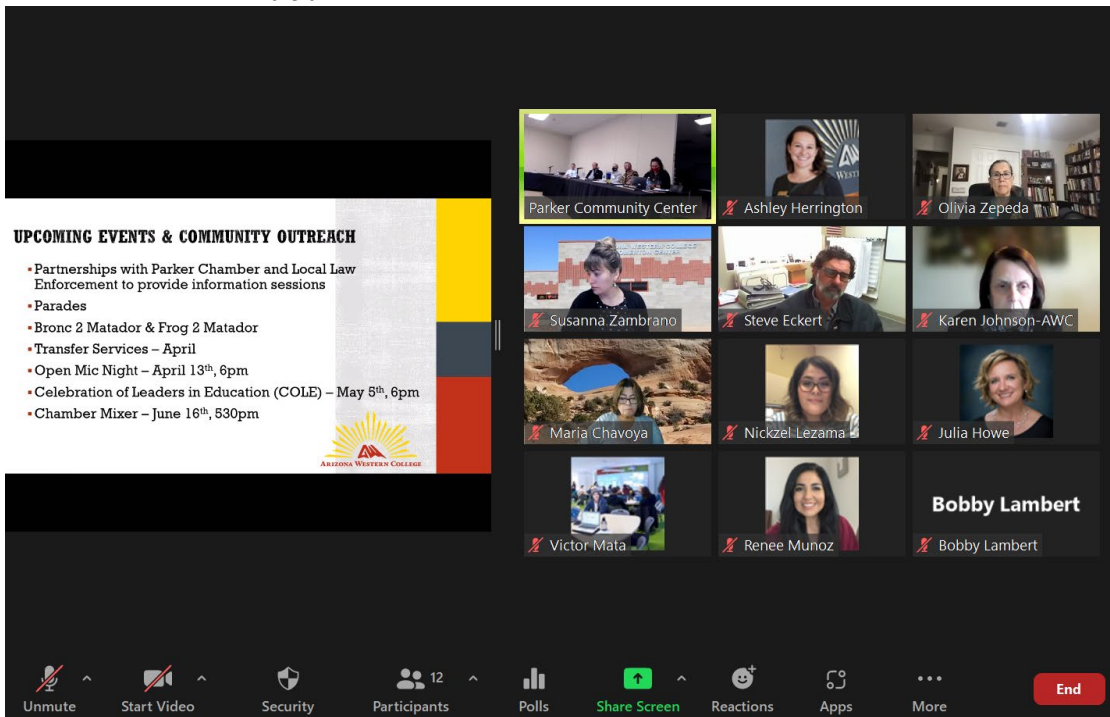 UPCOMING EVENTS & COMMUNITY OUTREACH
▪ Partnerships with Parker Chamber and Local Law
Enforcement to provide information sessions
▪ Parades
▪ Bronc 2 Matador & Frog 2 Matador
▪ Transfer Services – April
▪ Open Mic Night – April 13th, 6pm
▪ Celebration of Leaders in Education (COLE) – May 5th, 6pm
▪ Chamber Mixer – June 16th, 530pm
ARIZONA WESTERN COLLEGE
Parker Community Center
Ashley Herrington
Olivia Zepeda
Susanna Zambrano
Steve Eckert
Karen Johnson-AWC
Maria Chavoya
Nickzel Lezama
Julia Howe
Victor Mata
Renee Munoz
Bobby Lambert
Bobby Lambert
Unmute
Start Video
Security
12
Participants
Polls
Share Screen
Reactions
Apps
More
End